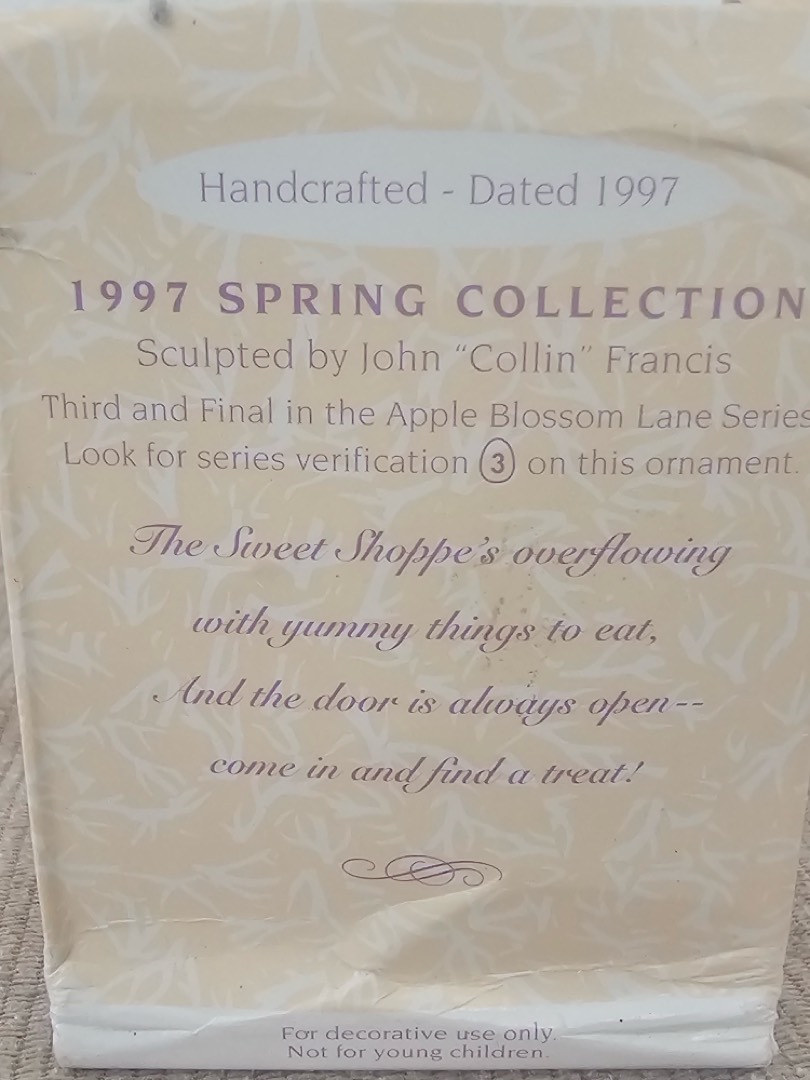 Handcrafted - Dated 1997
1997 SPRING COLLECTION
Sculpted by John "Collin" Francis
Third and Final in the Apple Blossom Lane Series
Look for series verification ③ on this ornament.
The Sweet Shoppe's overflowing
with yummy things to eat,
And the door is always open--
come in and find a treat!
For decorative use only.
Not for young children.